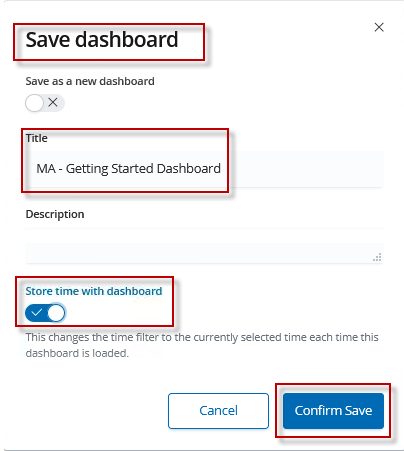 Save dashboard
Save as a new dashboard
Title
MA - Getting Started Dashboard
Description
Store time with dashboard
This changes the time filter to the currently selected time each time this
dashboard is loaded.
Cancel
Confirm Save